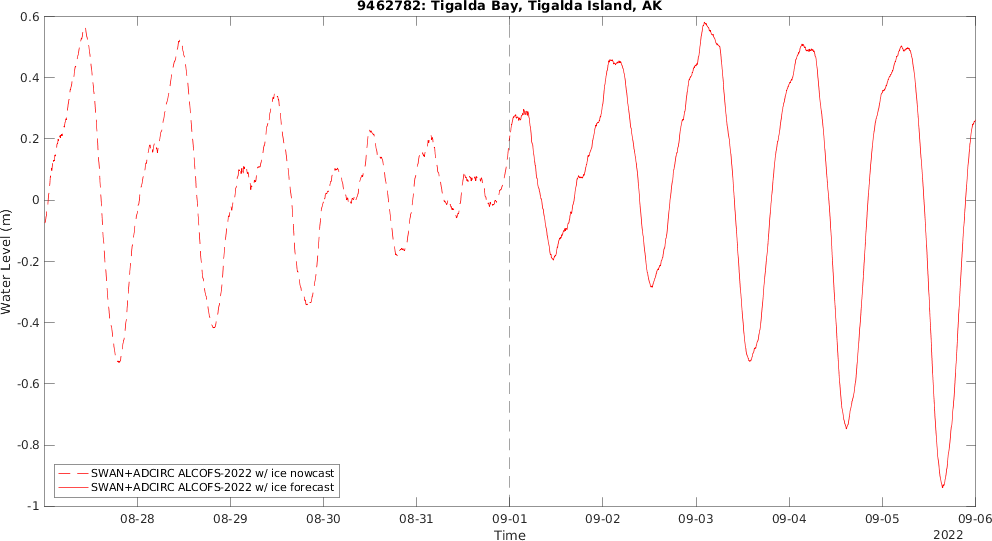 9462782: Tigalda Bay, Tigalda Island, AK
0.6
0.4
0.2
0
-0.2
-0.4
-0.6
-0.8
-1
Water Level (m)
SWAN+ADCIRC ALCOFS-2022 w/ ice nowcast
SWAN+ADCIRC ALCOFS-2022 w/ ice forecast
08-28 08-29 08-30 08-31 09-01 09-02 09-03 09-04 09-05 09-06
Time
2022